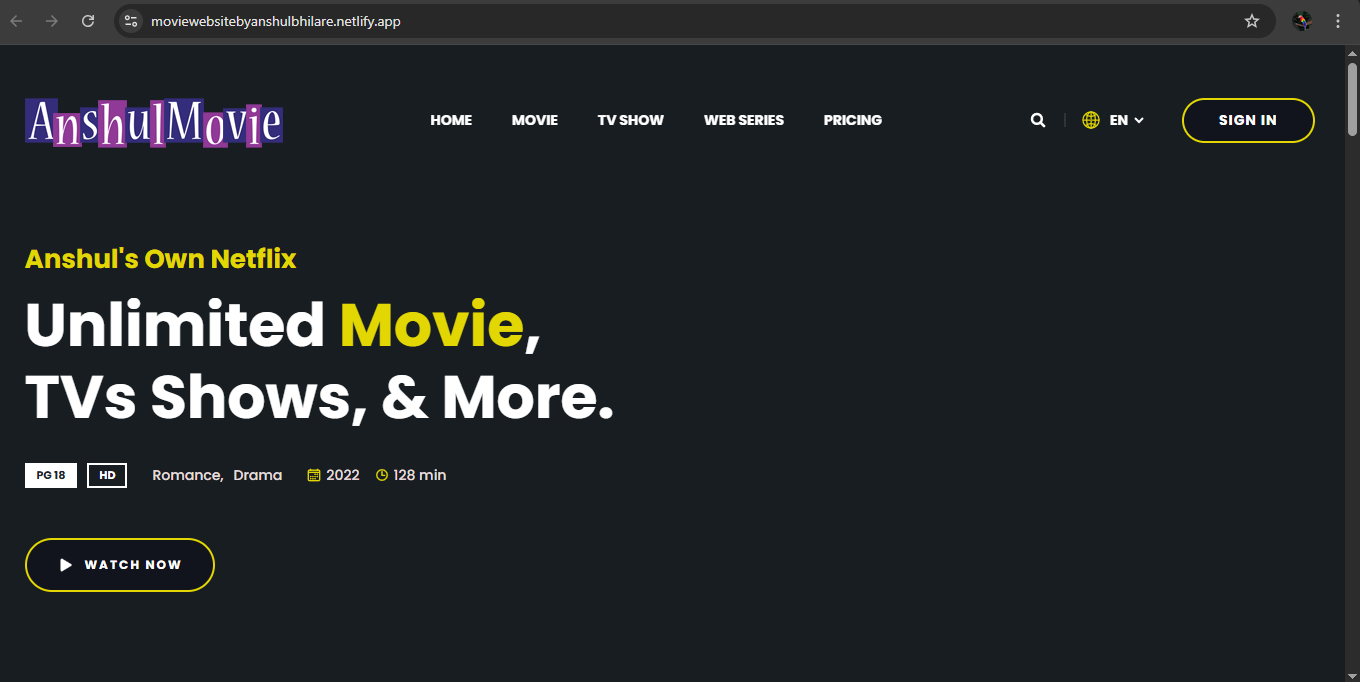 moviewebsitebyanshulbhilare.netlify.app
AnshulMovie
HOME MOVIE TV SHOW WEB SERIES PRICING EN SIGN IN
Anshul's Own Netflix
Unlimited Movie,
TVs Shows, & More.
PG 18 HD Romance, Drama 2022 128 min
WATCH NOW